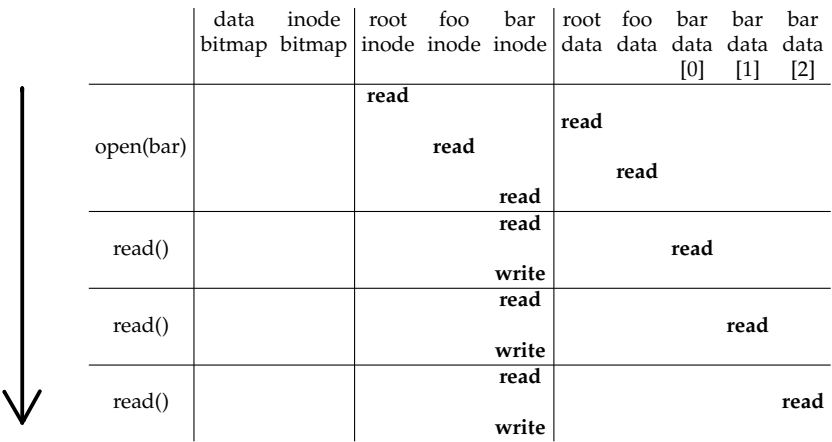 data inode root foo bar root foo bar bar bar
bitmap bitmap inode inode inode data data data data data
[0] [1] [2]
read
read
open(bar) read
read
read
read
read() read
write
read
read() read
write
read
read() read
write